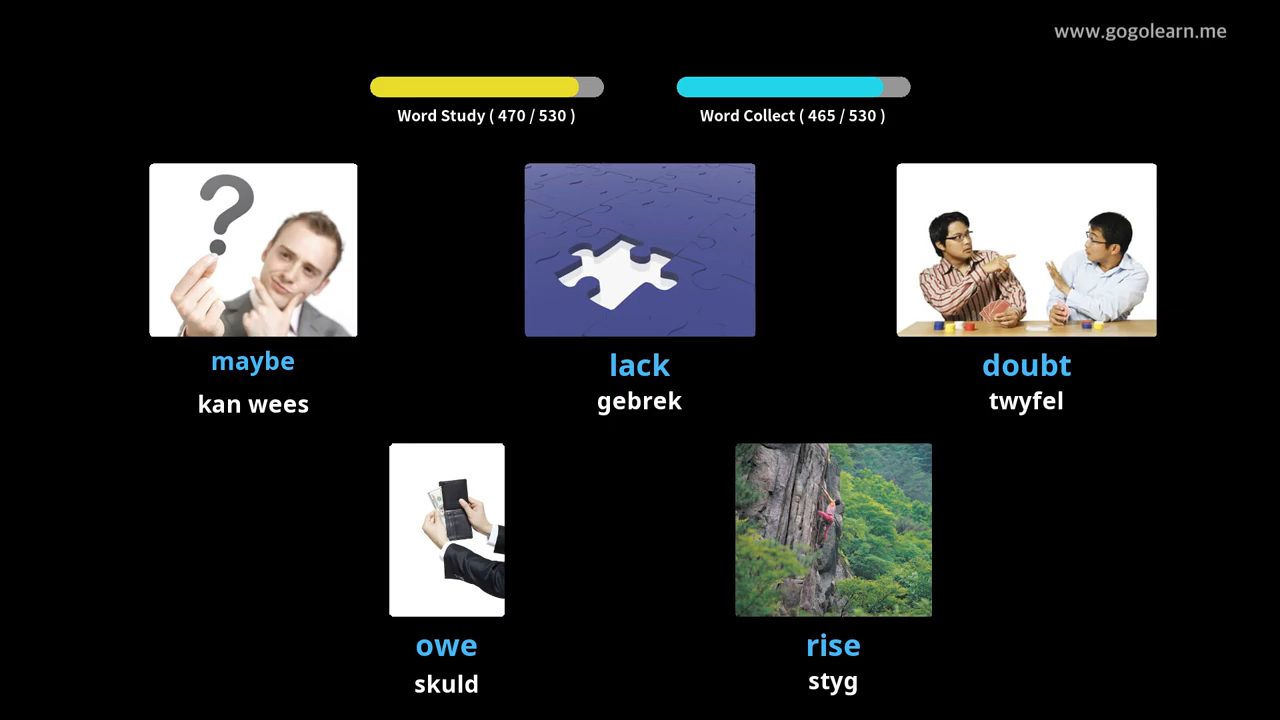 www.gogolearn.me
Word Study ( 470 / 530 )
Word Collect ( 465 / 530 )
maybe
kan wees
lack
gebrek
doubt
twyfel
owe
skuld
rise
styg